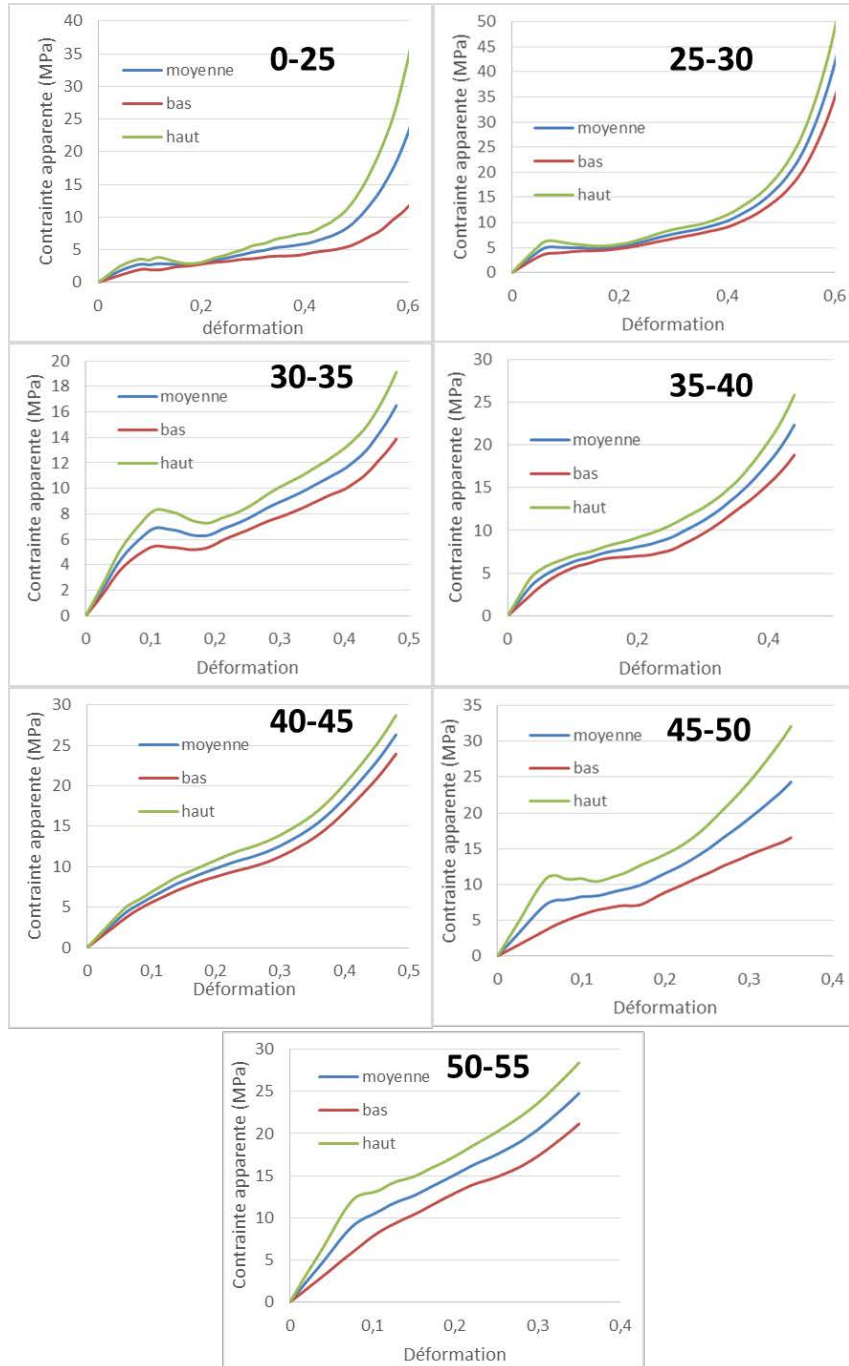 Contrainte apparente (MPa)
40
35
30
25
20
15
10
5
0
0-25
moyenne
bas
haut
0
0,2
0,4
0,6
déformation
Contrainte apparente (MPa)
50
45
40
35
30
25
20
15
10
5
0
25-30
moyenne
bas
haut
0
0,2
0,4
0,6
Déformation
Contrainte apparente (MPa)
20
18
16
14
12
10
8
6
4
2
0
30-35
moyenne
bas
haut
0
0,1
0,2
0,3
0,4
0,5
Déformation
Contrainte apparente (MPa)
30
25
20
15
10
5
0
35-40
moyenne
bas
haut
0
0,2
0,4
Déformation
Contrainte apparente (MPa)
30
25
20
15
10
5
0
40-45
moyenne
bas
haut
0
0,1
0,2
0,3
0,4
0,5
Déformation
Contrainte apparente (MPa)
35
30
25
20
15
10
5
0
45-50
moyenne
bas
haut
0
0,1
0,2
0,3
0,4
Déformation
Contrainte apparente (MPa)
30
25
20
15
10
5
0
50-55
moyenne
bas
haut
0
0,1
0,2
0,3
0,4
Déformation